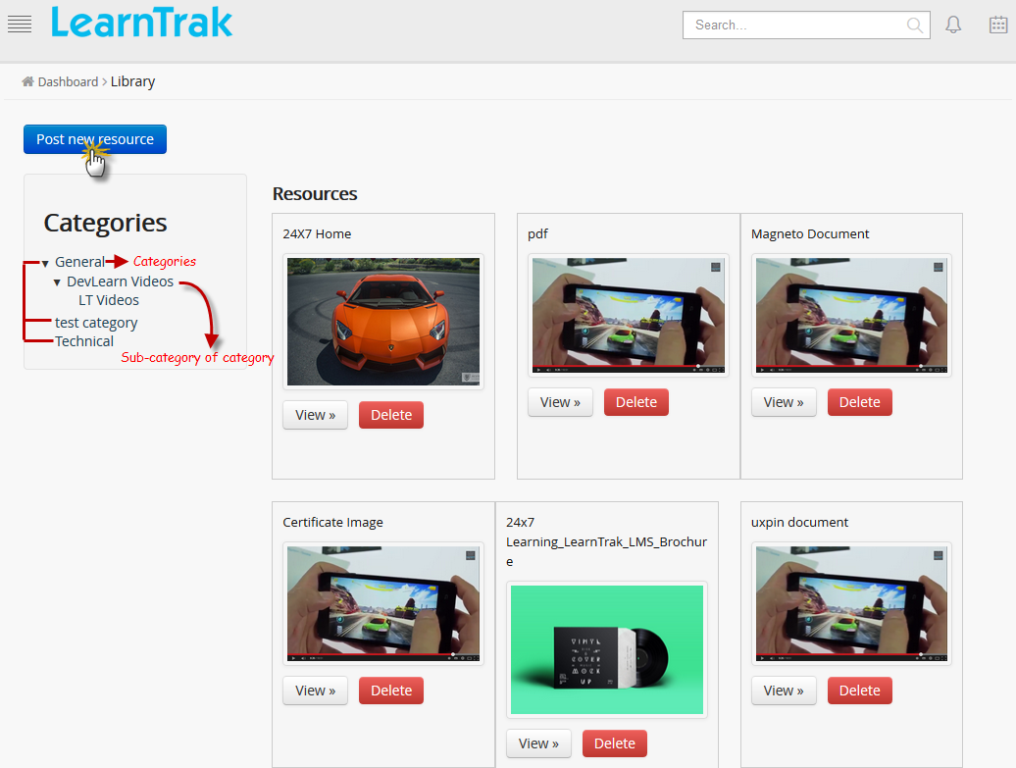 LearnTrak
Search...
Dashboard > Library
Post new resource
Categories
General
Categories
DevLearn Videos
LT Videos
test category
Technical
Sub-category of category
Resources
24X7 Home
View »
Delete
pdf
View »
Delete
Magneto Document
View »
Delete
Certificate Image
View »
Delete
24x7
Learning_LearnTrak_LMS_Brochur
e
VINYL
COVER
MOCK
UP
View »
Delete
uxpin document
View »
Delete